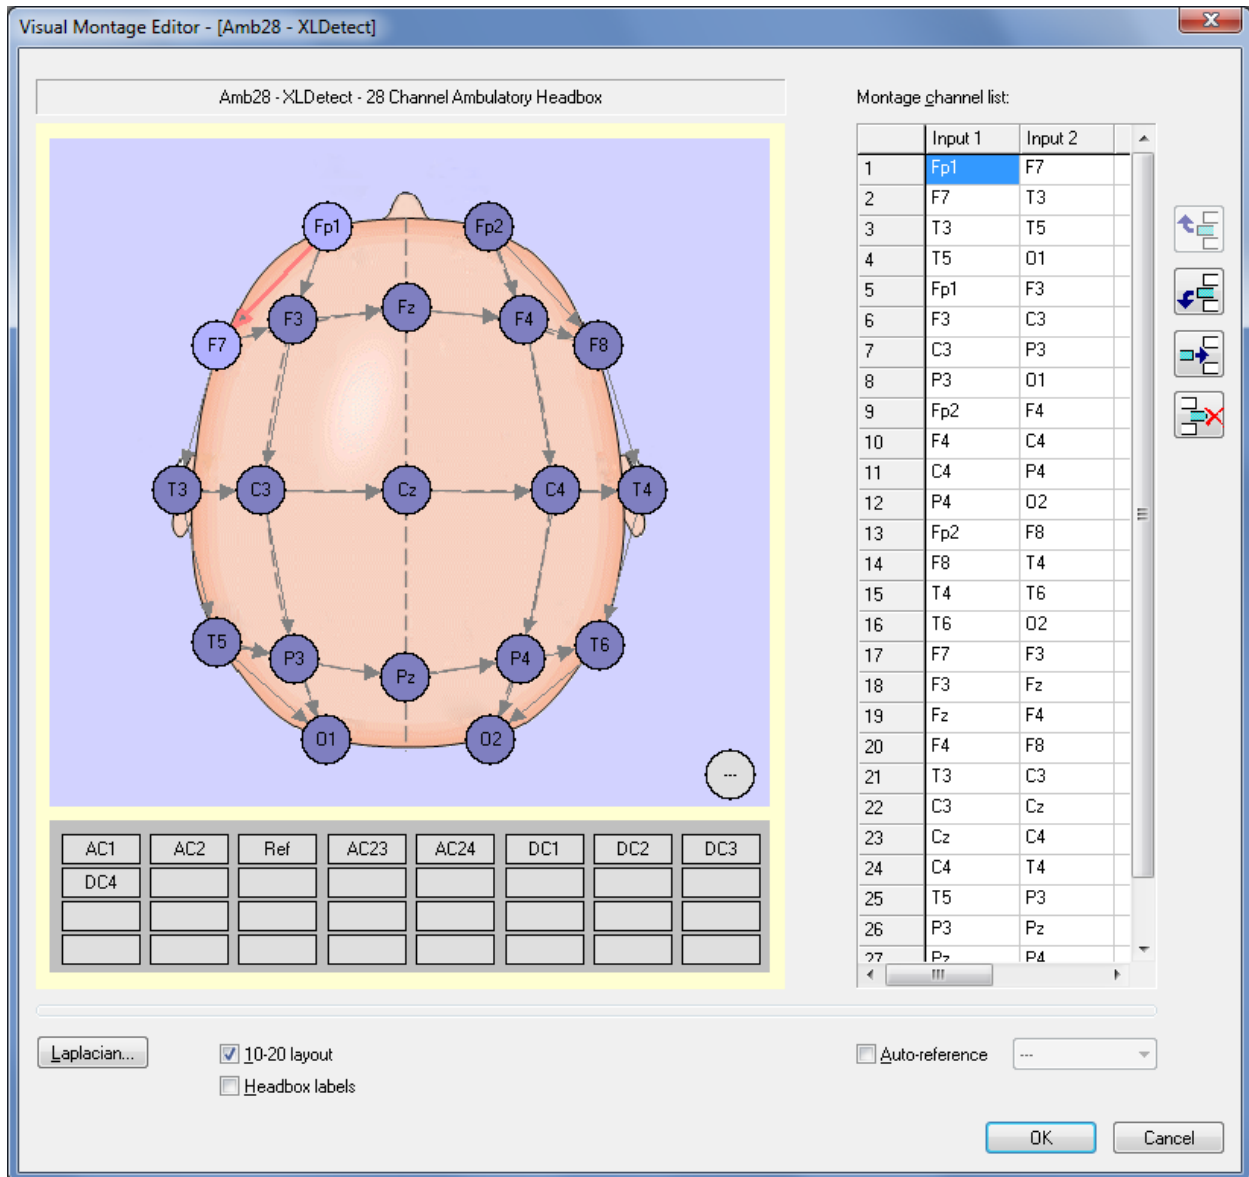 Visual Montage Editor - [Amb28 - XLDetect]
Amb28 - XLDetect - 28 Channel Ambulatory Headbox
Fp1 Fp2
F3 Fz F4
F7 F8
T3 C3 Cz C4 T4
T5 P3 Pz P4 T6
O1 O2
---
AC1 AC2 Ref AC23 AC24 DC1 DC2 DC3
DC4
Montage channel list:
Input 1 Input 2
1 Fp1 F7
2 F7 T3
3 T3 T5
4 T5 O1
5 Fp1 F3
6 F3 C3
7 C3 P3
8 P3 O1
9 Fp2 F4
10 F4 C4
11 C4 P4
12 P4 O2
13 Fp2 F8
14 F8 T4
15 T4 T6
16 T6 O2
17 F7 F3
18 F3 Fz
19 Fz F4
20 F4 F8
21 T3 C3
22 C3 Cz
23 Cz C4
24 C4 T4
25 T5 P3
26 P3 Pz
27 Pz P4
Laplacian...
10-20 layout
Headbox labels
Auto-reference ---
OK Cancel